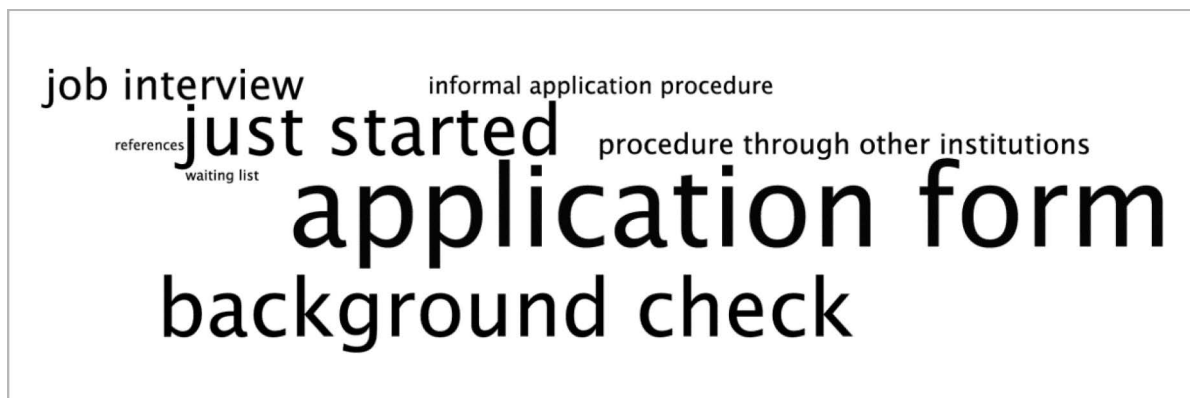 job interview
informal application procedure
just started
references
procedure through other institutions
waiting list
application form
background check